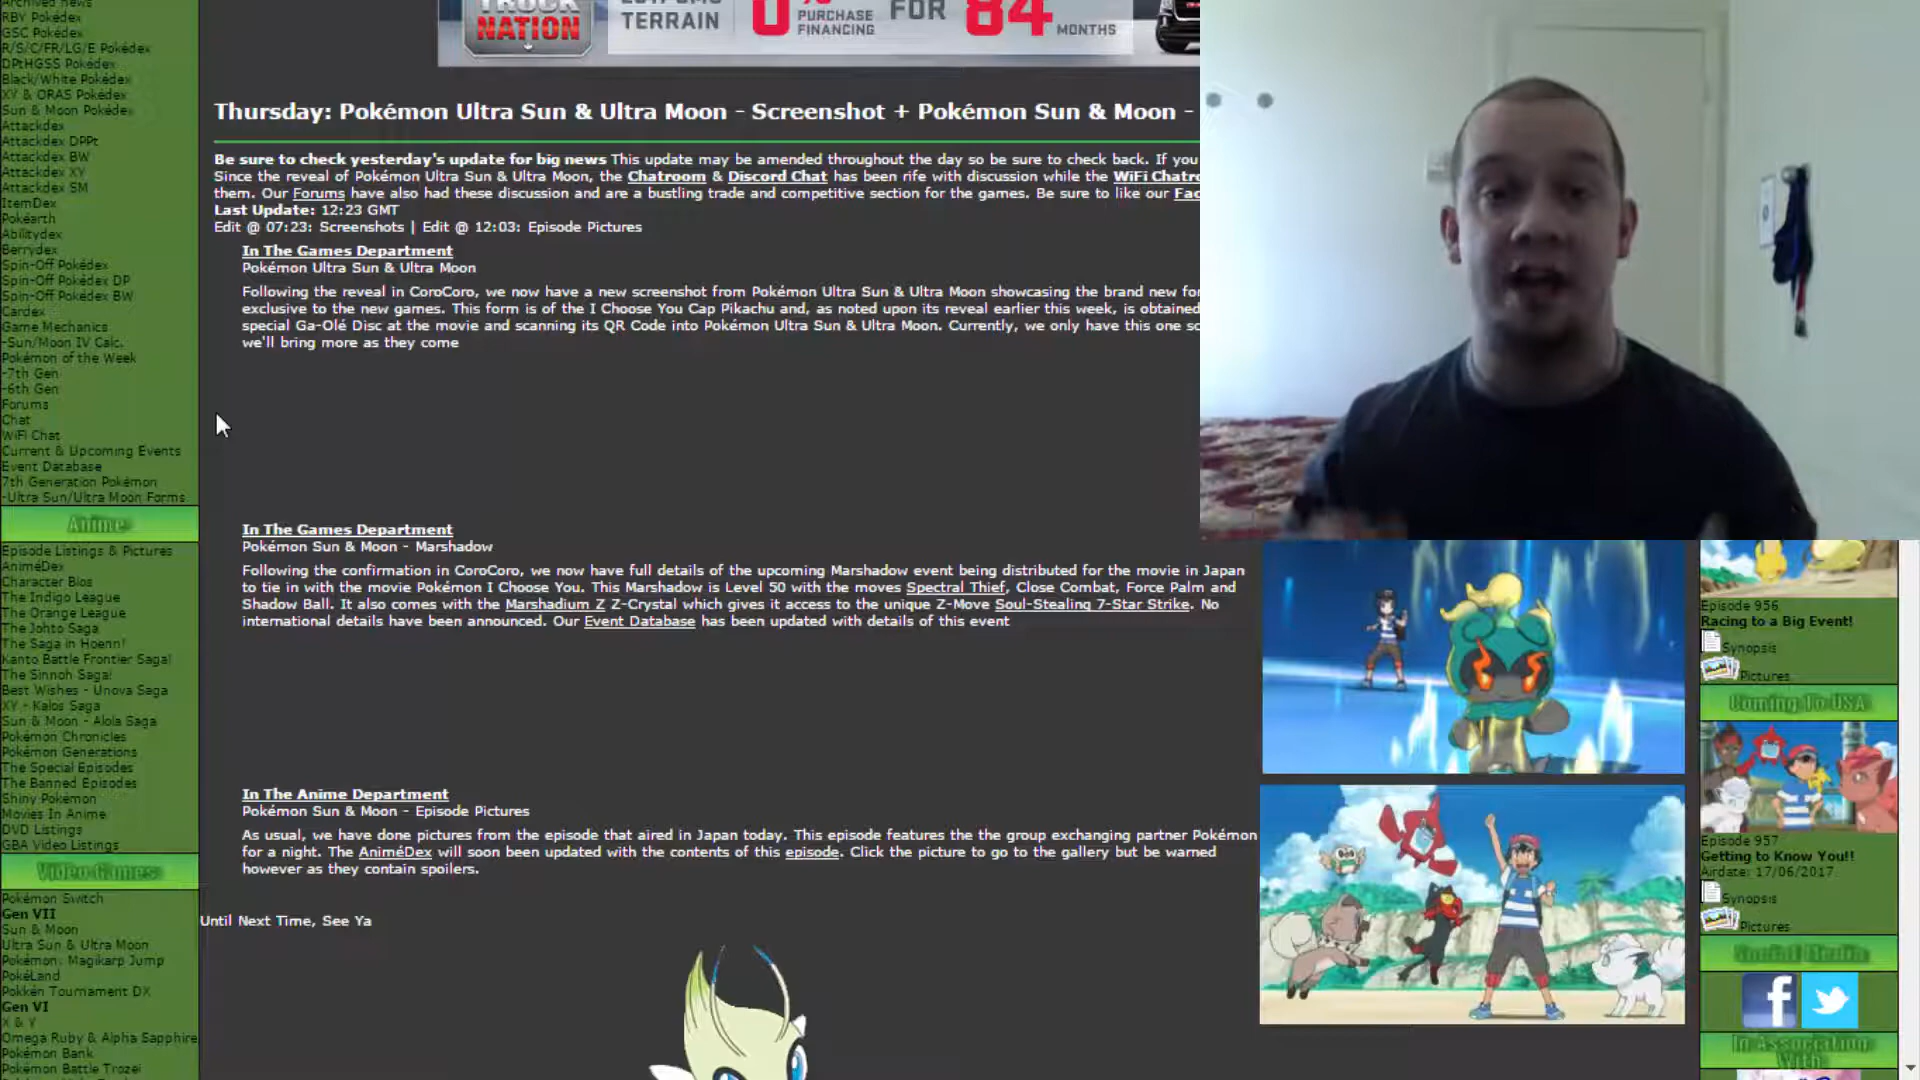 Archived news
RBY Pokédex
GSC Pokédex
R/S/C/FR/LG/E Pokédex
DPtHGSS Pokédex
Black/White Pokédex
XY & ORAS Pokédex
Sun & Moon Pokédex
Attackdex
Attackdex DPPt
Attackdex BW
Attackdex XY
Attackdex SM
ItemDex
Pokéarth
Abilitydex
Berrydex
Spin-Off Pokédex
Spin-Off Pokédex DP
Spin-Off Pokédex BW
Cardex
Game Mechanics
-Sun/Moon IV Calc.
Pokémon of the Week
-7th Gen
-6th Gen
Forums
Chat
WiFi Chat
Current & Upcoming Events
Event Database
7th Generation Pokémon
-Ultra Sun/Ultra Moon Forms
Anime
Episode Listings & Pictures
AniméDex
Character Bios
The Indigo League
The Orange League
The Johto Saga
The Saga in Hoenn!
Kanto Battle Frontier Saga!
The Sinnoh Saga!
Best Wishes - Unova Saga
XY - Kalos Saga
Sun & Moon - Alola Saga
Pokémon Chronicles
Pokémon Generations
The Special Episodes
The Banned Episodes
Shiny Pokémon
Movies In Anime
DVD Listings
GBA Video Listings
Video Games
Pokémon Switch
Gen VII
Sun & Moon
Ultra Sun & Ultra Moon
Pokémon: Magikarp Jump
PokéLand
Pokkén Tournament DX
Gen VI
X & Y
Omega Ruby & Alpha Sapphire
Pokémon Bank
Pokémon Battle Trozei
TRUCK
NATION
TERRAIN
0% PURCHASE FINANCING FOR 84 MONTHS
Thursday: Pokémon Ultra Sun & Ultra Moon - Screenshot + Pokémon Sun & Moon -
Be sure to check yesterday's update for big news This update may be amended throughout the day so be sure to check back. If you
Since the reveal of Pokémon Ultra Sun & Ultra Moon, the Chatroom & Discord Chat has been rife with discussion while the WiFi Chatro
them. Our Forums have also had these discussion and are a bustling trade and competitive section for the games. Be sure to like our Fac
Last Update: 12:23 GMT
Edit @ 07:23: Screenshots | Edit @ 12:03: Episode Pictures
In The Games Department
Pokémon Ultra Sun & Ultra Moon
Following the reveal in CoroCoro, we now have a new screenshot from Pokémon Ultra Sun & Ultra Moon showcasing the brand new for
exclusive to the new games. This form is of the I Choose You Cap Pikachu and, as noted upon its reveal earlier this week, is obtained
special Ga-Olé Disc at the movie and scanning its QR Code into Pokémon Ultra Sun & Ultra Moon. Currently, we only have this one sc
we'll bring more as they come
In The Games Department
Pokémon Sun & Moon - Marshadow
Following the confirmation in CoroCoro, we now have full details of the upcoming Marshadow event being distributed for the movie in Japan
to tie in with the movie Pokémon I Choose You. This Marshadow is Level 50 with the moves Spectral Thief, Close Combat, Force Palm and
Shadow Ball. It also comes with the Marshadium Z Z-Crystal which gives it access to the unique Z-Move Soul-Stealing 7-Star Strike. No
international details have been announced. Our Event Database has been updated with details of this event
In The Anime Department
Pokémon Sun & Moon - Episode Pictures
As usual, we have done pictures from the episode that aired in Japan today. This episode features the the group exchanging partner Pokémon
for a night. The AniméDex will soon been updated with the contents of this episode. Click the picture to go to the gallery but be warned
however as they contain spoilers.
Until Next Time, See Ya
Episode 956
Racing to a Big Event!
Synopsis
Pictures
Coming To USA
Episode 957
Getting to Know You!!
Airdate: 17/06/2017
Synopsis
Pictures
Social Media
In Association
With